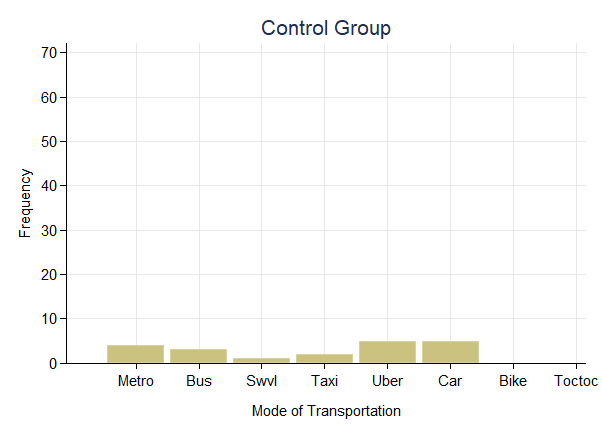 Control Group
70
60
50
40
30
20
10
0
Frequency
Metro Bus Swvl Taxi Uber Car Bike Toctoc
Mode of Transportation